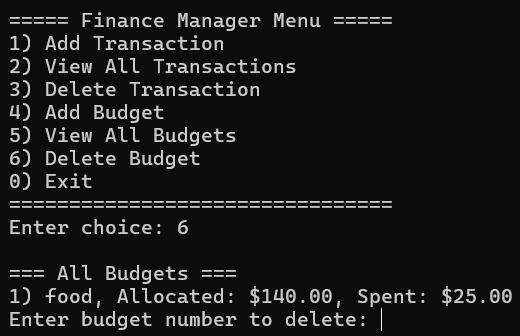 ===== Finance Manager Menu =====
1) Add Transaction
2) View All Transactions
3) Delete Transaction
4) Add Budget
5) View All Budgets
6) Delete Budget
0) Exit
================================
Enter choice: 6

=== All Budgets ===
1) food, Allocated: $140.00, Spent: $25.00
Enter budget number to delete: